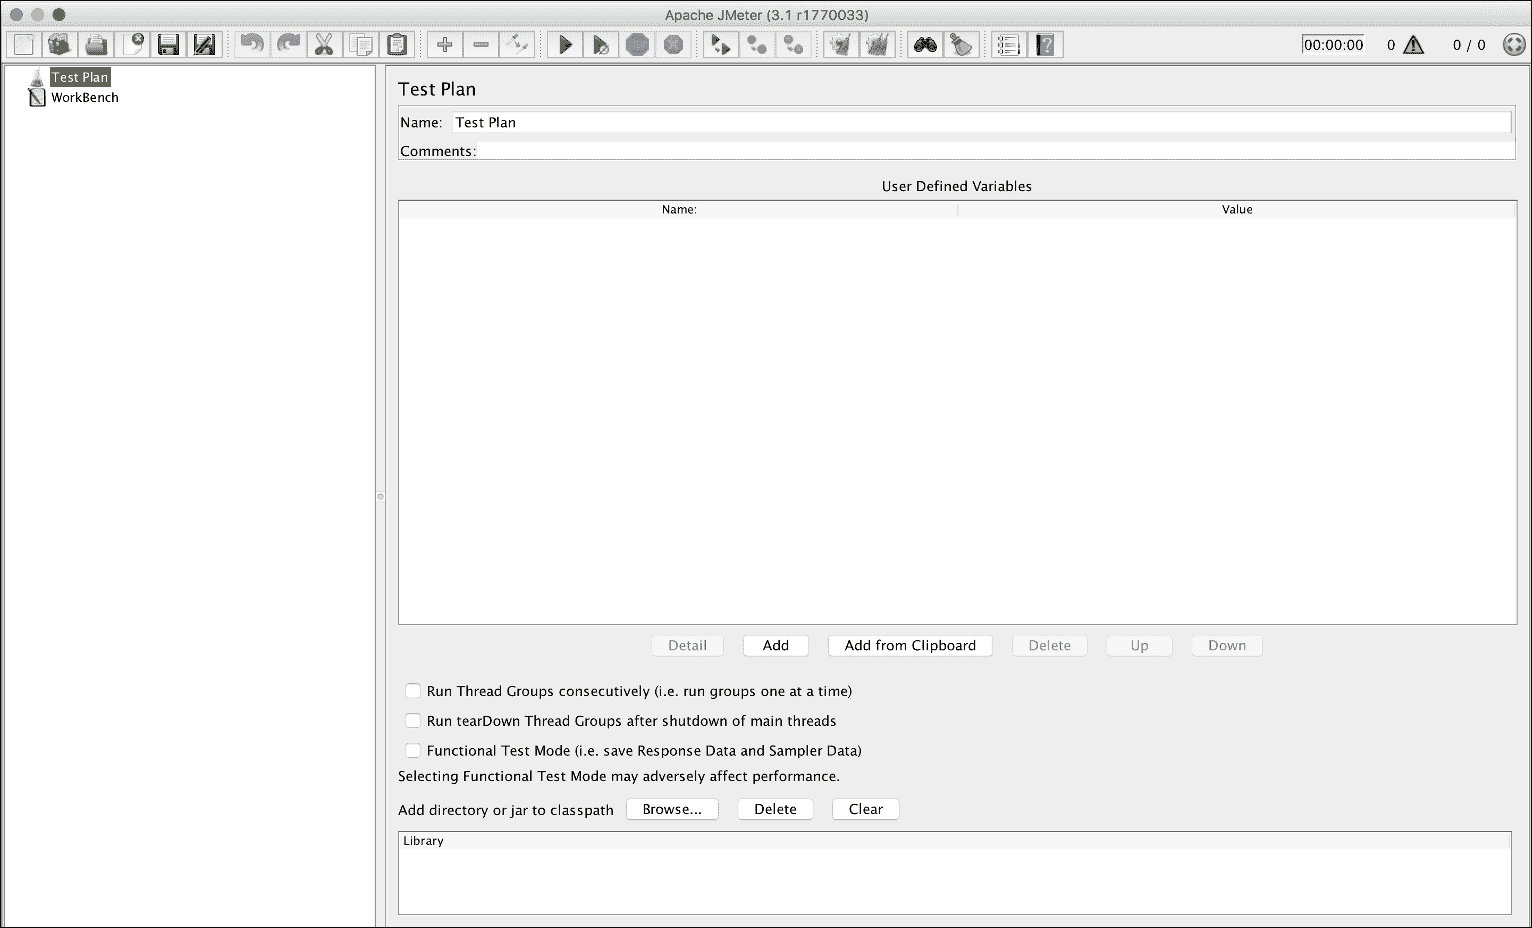 Apache JMeter (3.1 r1770033)
00:00:00 0 0 / 0
Test Plan
WorkBench
Test Plan
Name: Test Plan
Comments:
User Defined Variables
Name: Value
Detail Add Add from Clipboard Delete Up Down
Run Thread Groups consecutively (i.e. run groups one at a time)
Run tearDown Thread Groups after shutdown of main threads
Functional Test Mode (i.e. save Response Data and Sampler Data)
Selecting Functional Test Mode may adversely affect performance.
Add directory or jar to classpath Browse... Delete Clear
Library